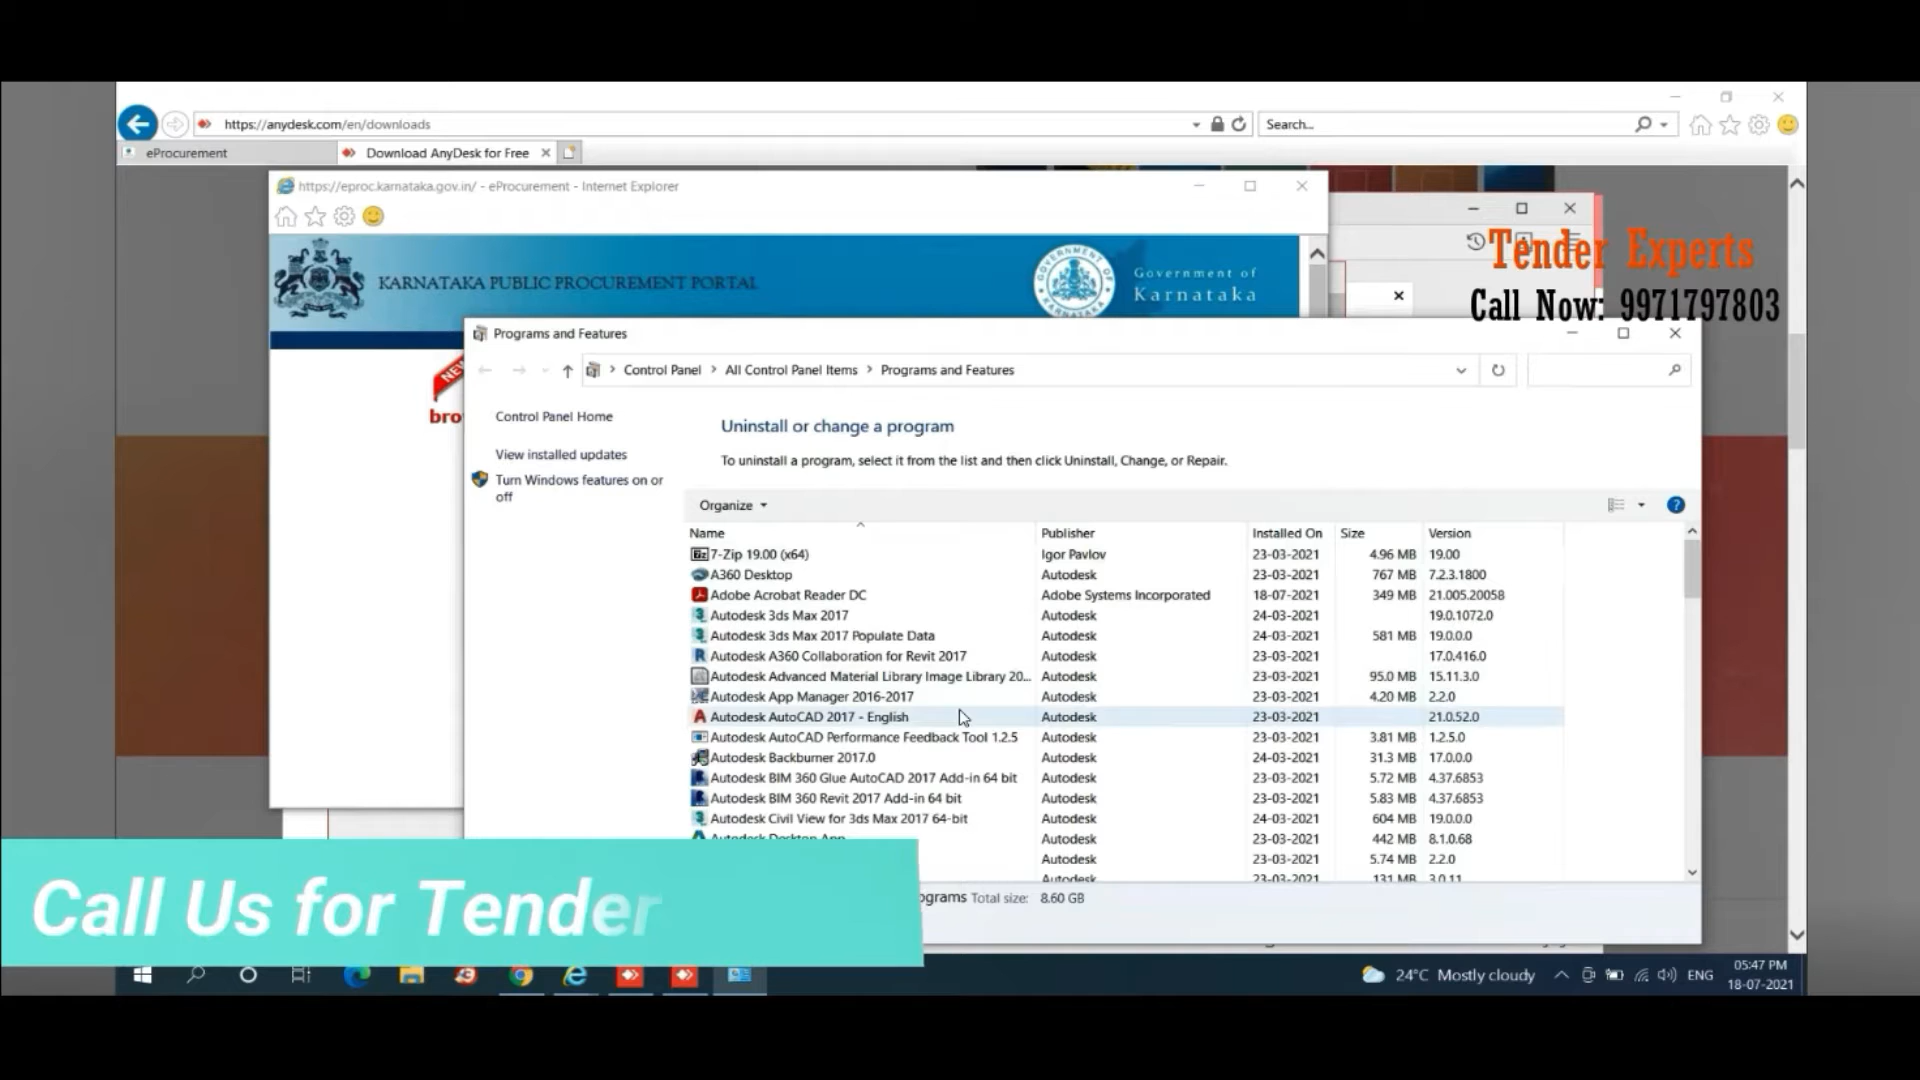 https://anydesk.com/en/downloads
Search...
eProcurement
Download AnyDesk for Free
https://eproc.karnataka.gov.in/ - eProcurement - Internet Explorer
Tender Experts
Call Now: 9971797803
KARNATAKA PUBLIC PROCUREMENT PORTAL
GOVERNMENT OF
Government of
Karnataka
NEW
bro
Programs and Features
Control Panel > All Control Panel Items > Programs and Features
Control Panel Home
View installed updates
Turn Windows features on or
off
Uninstall or change a program
To uninstall a program, select it from the list and then click Uninstall, Change, or Repair.
Organize
Name Publisher Installed On Size Version
7-Zip 19.00 (x64) Igor Pavlov 23-03-2021 4.96 MB 19.00
A360 Desktop Autodesk 23-03-2021 767 MB 7.2.3.1800
Adobe Acrobat Reader DC Adobe Systems Incorporated 18-07-2021 349 MB 21.005.20058
Autodesk 3ds Max 2017 Autodesk 24-03-2021 19.0.1072.0
Autodesk 3ds Max 2017 Populate Data Autodesk 24-03-2021 581 MB 19.0.0.0
Autodesk A360 Collaboration for Revit 2017 Autodesk 23-03-2021 17.0.416.0
Autodesk Advanced Material Library Image Library 20... Autodesk 23-03-2021 95.0 MB 15.11.3.0
Autodesk App Manager 2016-2017 Autodesk 23-03-2021 4.20 MB 2.2.0
Autodesk AutoCAD 2017 - English Autodesk 23-03-2021 21.0.52.0
Autodesk AutoCAD Performance Feedback Tool 1.2.5 Autodesk 23-03-2021 3.81 MB 1.2.5.0
Autodesk Backburner 2017.0 Autodesk 24-03-2021 31.3 MB 17.0.0.0
Autodesk BIM 360 Glue AutoCAD 2017 Add-in 64 bit Autodesk 23-03-2021 5.72 MB 4.37.6853
Autodesk BIM 360 Revit 2017 Add-in 64 bit Autodesk 23-03-2021 5.83 MB 4.37.6853
Autodesk Civil View for 3ds Max 2017 64-bit Autodesk 24-03-2021 604 MB 19.0.0.0
Autodesk Desktop App Autodesk 23-03-2021 442 MB 8.1.0.68
Autodesk 23-03-2021 5.74 MB 2.2.0
Autodesk 23-03-2021 131 MB 3.0.11
ograms Total size: 8.60 GB
Call Us for Tender
24°C Mostly cloudy
ENG
05:47 PM
18-07-2021